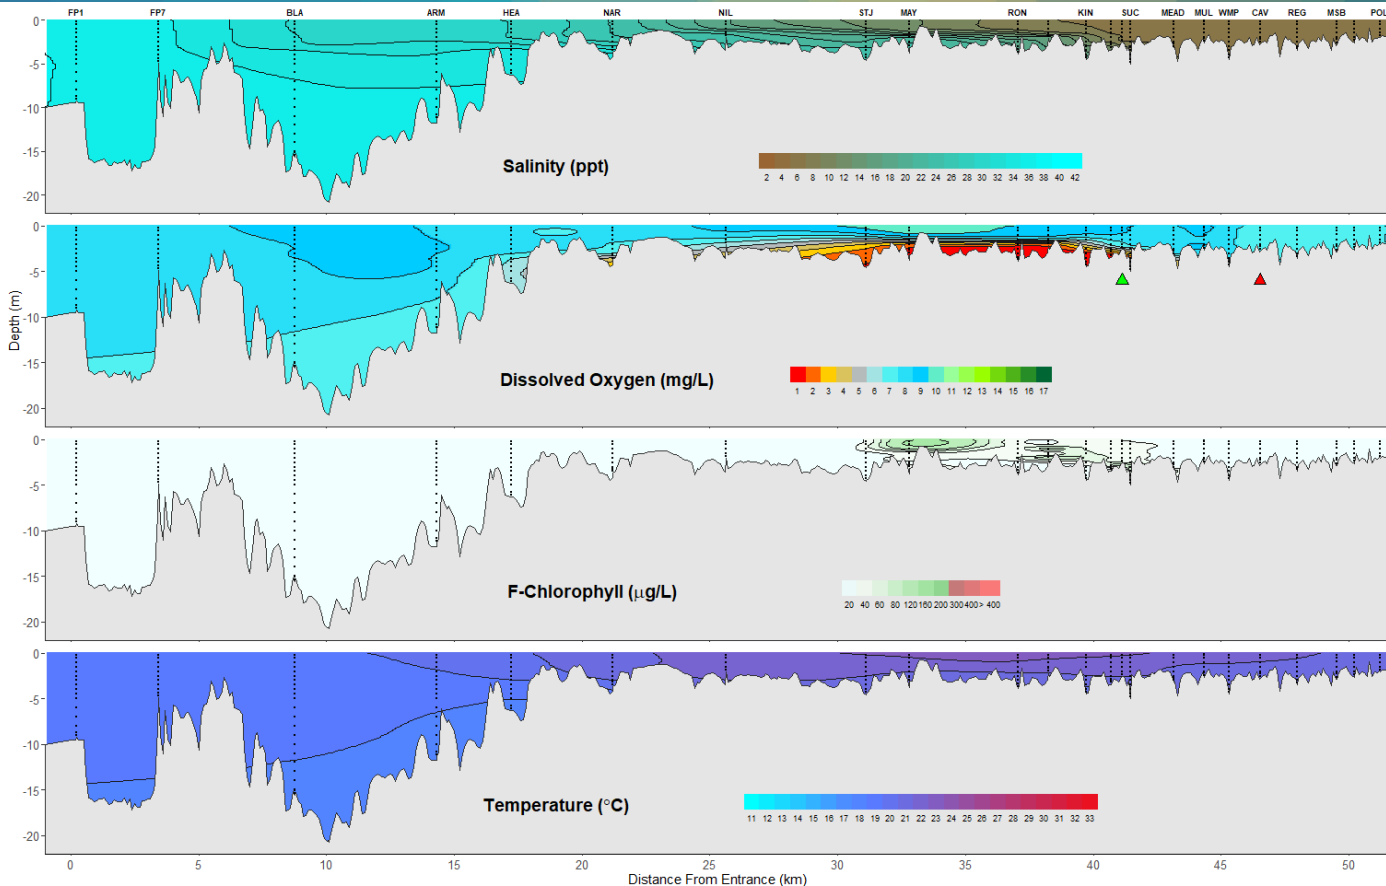 FP1 FP7 BLA ARM HEA NAR NIL STJ MAY RON KIN SUC MEAD MUL WMP CAV REG MSB POL
0
-5
-10
-15
-20
Salinity (ppt)
2 4 6 8 10 12 14 16 18 20 22 24 26 28 30 32 34 36 38 40 42
0
-5
-10
-15
-20
Dissolved Oxygen (mg/L)
1 2 3 4 5 6 7 8 9 10 11 12 13 14 15 16 17
Depth (m)
0
-5
-10
-15
-20
F-Chlorophyll (μg/L)
20 40 60 80 120 160 200 300 400 > 400
0
-5
-10
-15
-20
Temperature (°C)
11 12 13 14 15 16 17 18 19 20 21 22 23 24 25 26 27 28 29 30 31 32 33
0 5 10 15 20 25 30 35 40 45 50
Distance From Entrance (km)